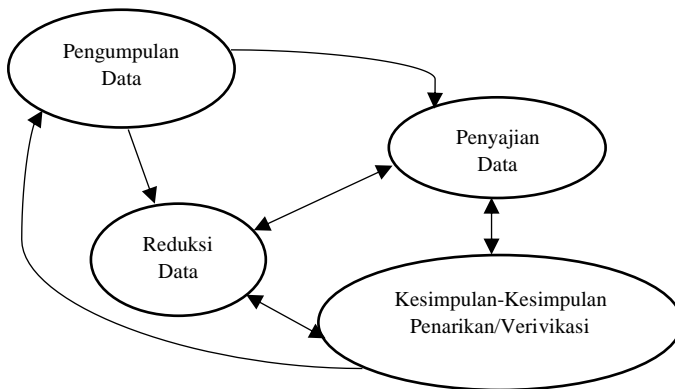 Pengumpulan
Data
Penyajian
Data
Reduksi
Data
Kesimpulan-Kesimpulan
Penarikan/Verivikasi